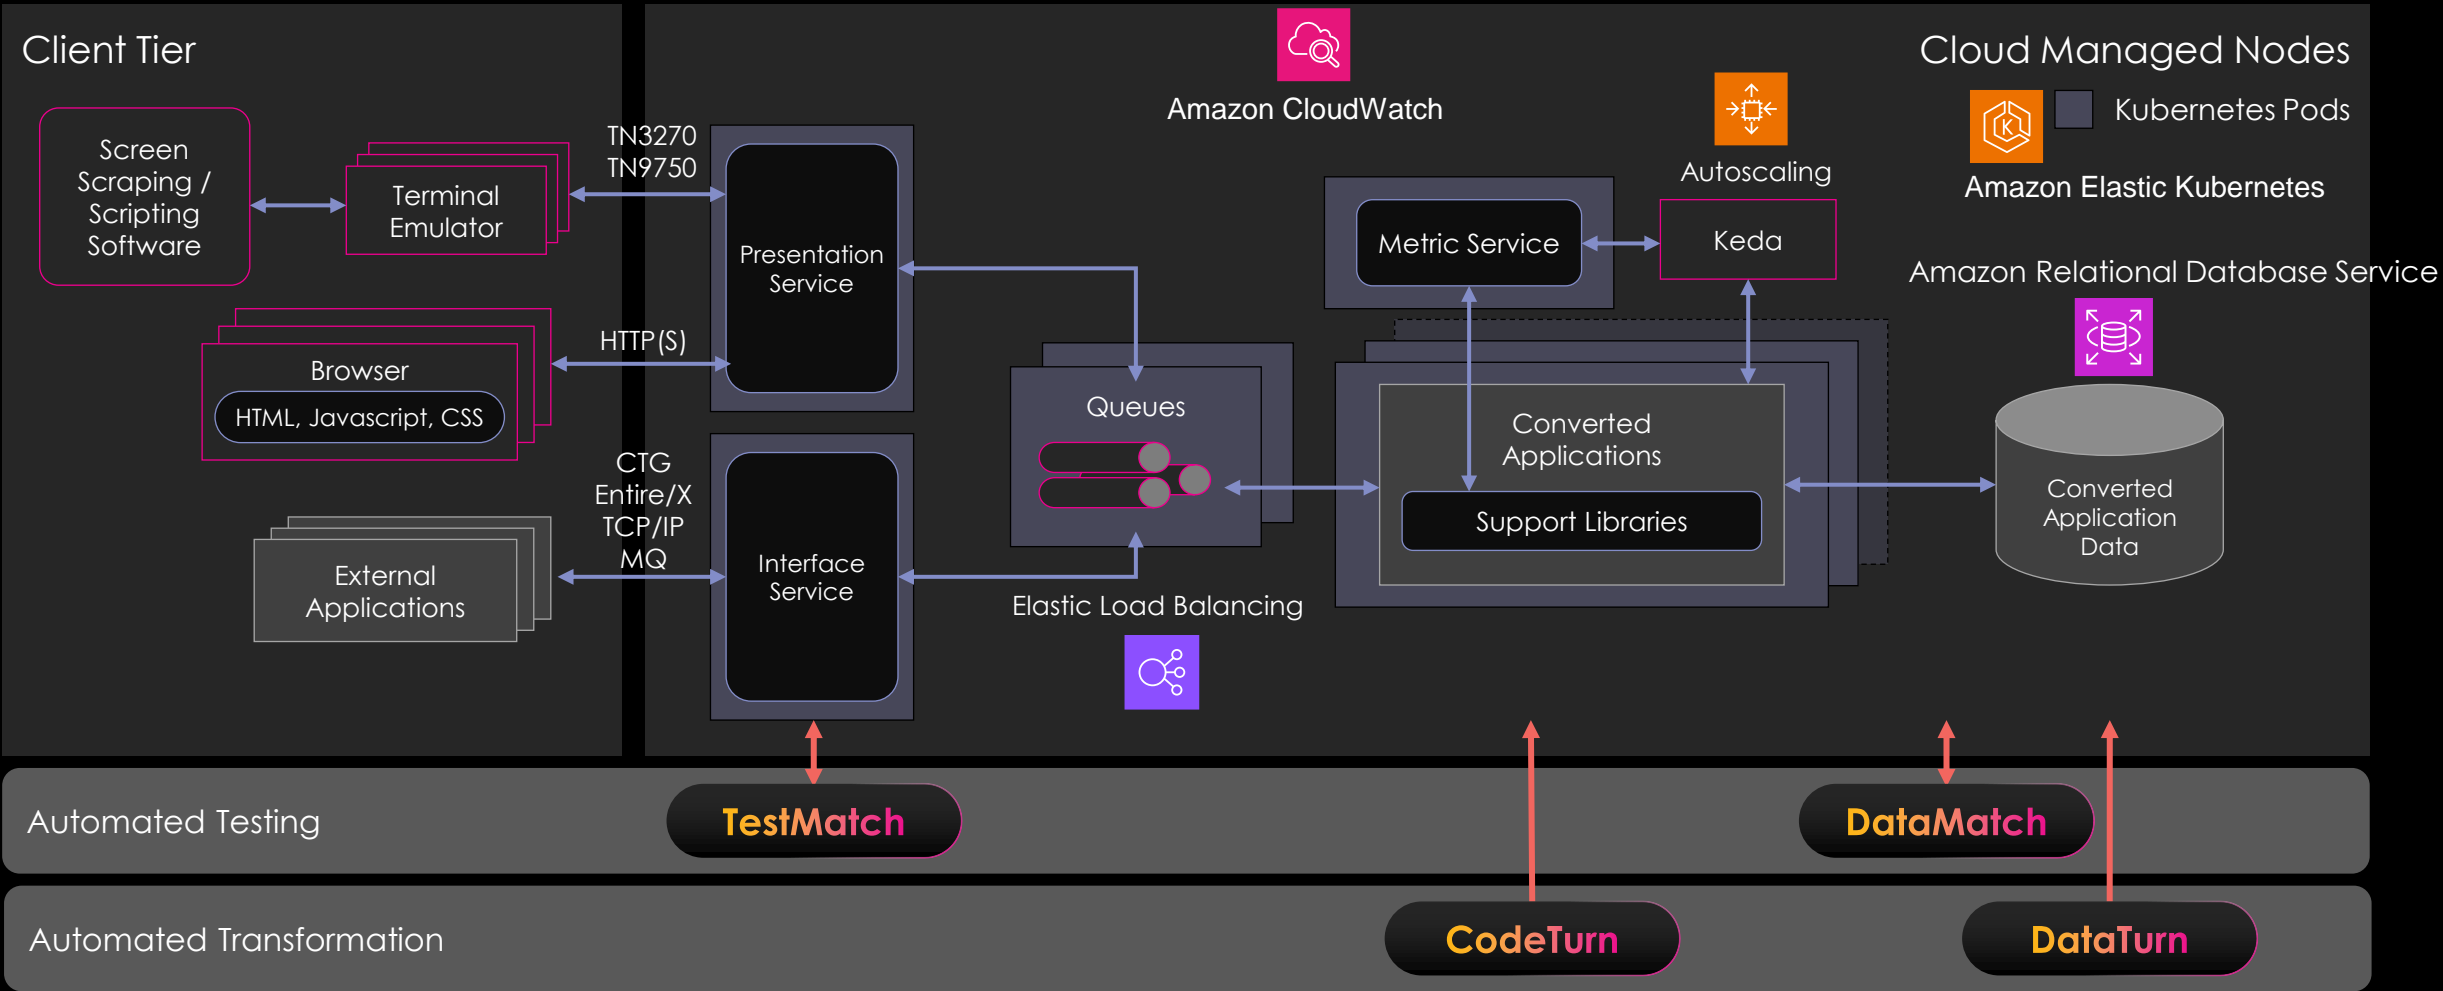 Client Tier
Screen
Scraping /
Scripting
Software
Terminal
Emulator
TN3270
TN9750
HTTP(S)
Browser
HTML, Javascript, CSS
CTG
Entire/X
TCP/IP
MQ
External
Applications
Presentation
Service
Interface
Service
Amazon CloudWatch
Queues
Elastic Load Balancing
Autoscaling
Metric Service
Keda
Converted
Applications
Support Libraries
Cloud Managed Nodes
K
Kubernetes Pods
Amazon Elastic Kubernetes
Amazon Relational Database Service
Converted
Application
Data
Automated Testing
TestMatch
DataMatch
Automated Transformation
CodeTurn
DataTurn